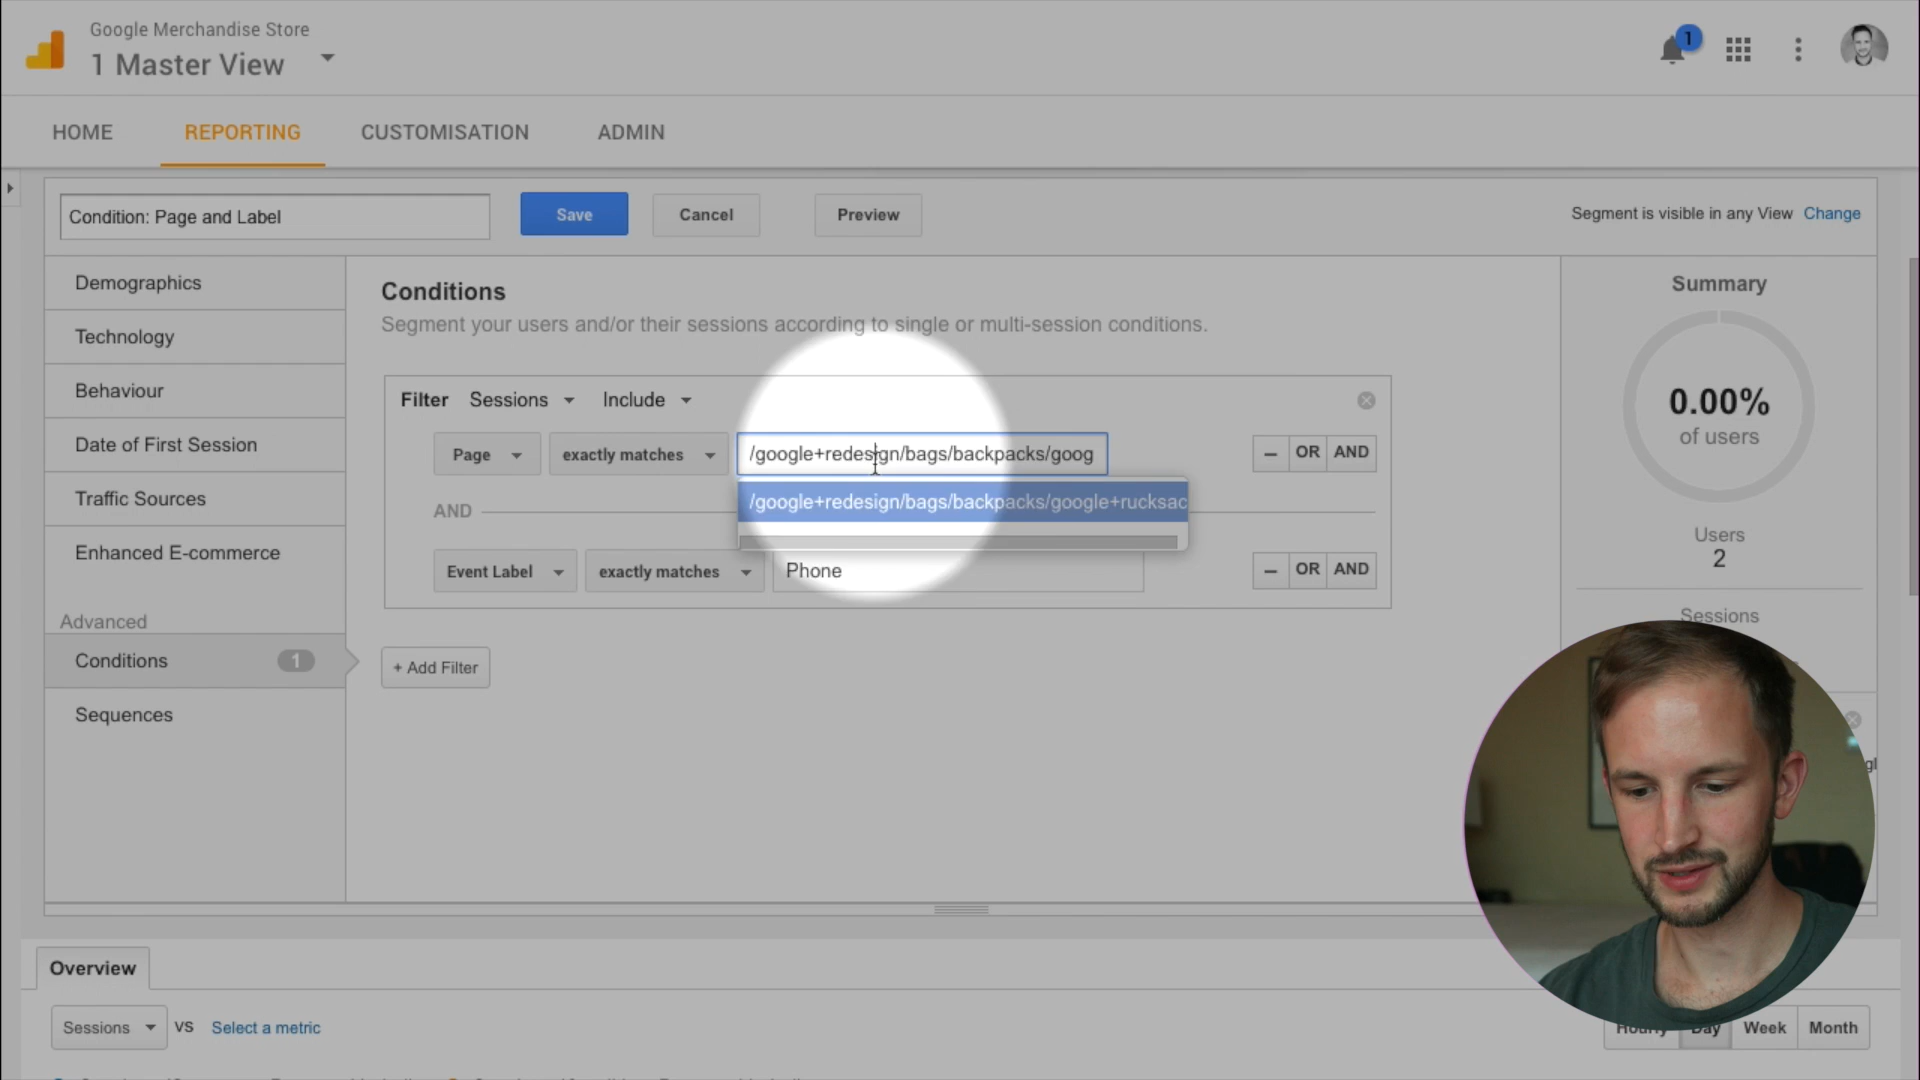 Google Merchandise Store
1 Master View
1
HOME REPORTING CUSTOMISATION ADMIN
Condition: Page and Label
Save
Cancel
Preview
Segment is visible in any View Change
Demographics
Technology
Behaviour
Date of First Session
Traffic Sources
Enhanced E-commerce
Advanced
Conditions 1
Sequences
Conditions
Segment your users and/or their sessions according to single or multi-session conditions.
Filter Sessions Include
Page exactly matches /google+redesign/bags/backpacks/goog – OR AND
/google+redesign/bags/backpacks/google+rucksac
AND
Event Label exactly matches Phone – OR AND
+ Add Filter
Summary
0.00%
of users
Users
2
Sessions
Overview
Sessions VS Select a metric
Hourly Day Week Month